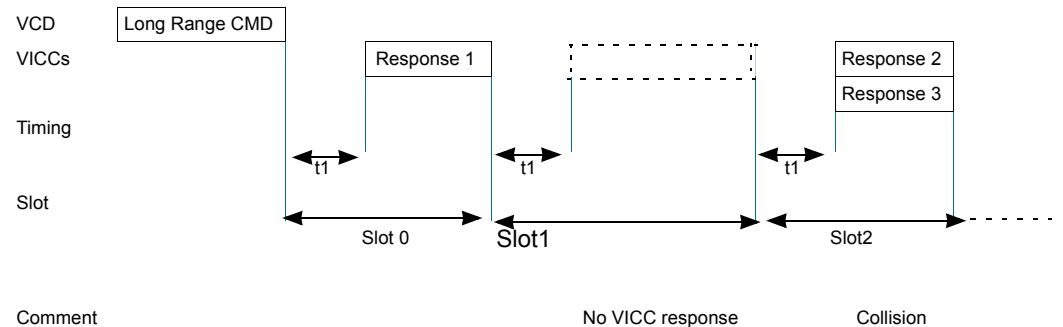 VCD
Long Range CMD
VICCs
Response 1
Response 2
Response 3
Timing
t1
t1
t1
Slot
Slot 0
Slot1
Slot2
Comment
No VICC response
Collision